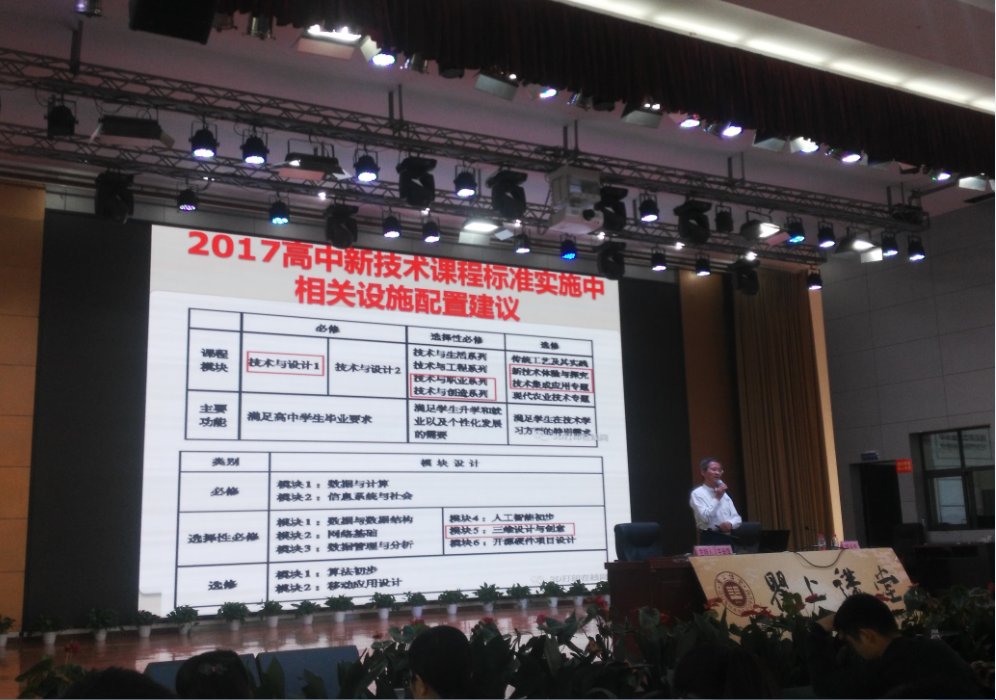 2017高中新技术课程标准实施中
相关设施配置建议
必修
选择性必修
选修
课程
模块
技术与设计1
技术与设计2
技术与生活系列
技术与工程系列
技术与职业系列
技术与创造系列
传统工艺及其实践
新技术体验与探究
技术集成应用专题
现代农业技术专题
主要
功能
满足高中学生毕业要求
满足学生升学和就
业以及个性化发展
的需要
满足学生在技术学
习方面的特别需求
类别
模块设计
必修
模块1：数据与计算
模块2：信息系统与社会
选择性必修
模块1：数据与数据结构
模块2：网络基础
模块3：数据管理与分析
模块4：人工智能初步
模块5：三维设计与创意
模块6：开源硬件项目设计
选修
模块1：算法初步
模块2：移动应用设计